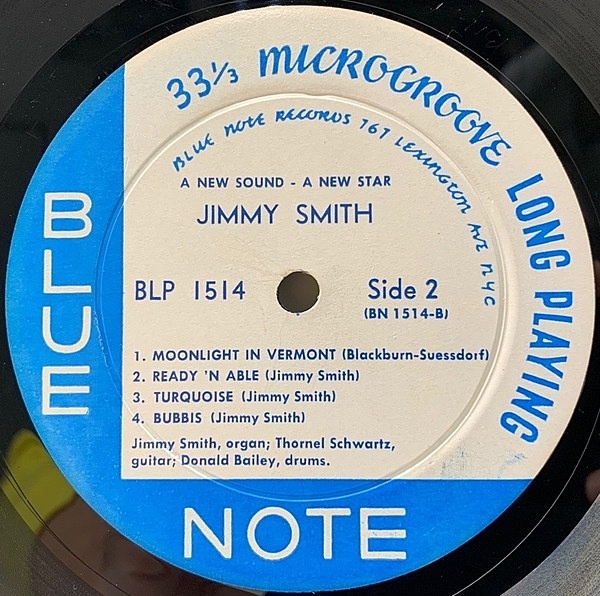 33⅓ MICROGROOVE LONG PLAYING
BLUE NOTE RECORDS 767 LEXINGTON AVE NYC
A NEW SOUND - A NEW STAR
JIMMY SMITH
BLP 1514
Side 2
(BN 1514-B)
1. MOONLIGHT IN VERMONT (Blackburn-Suessdorf)
2. READY 'N ABLE (Jimmy Smith)
3. TURQUOISE (Jimmy Smith)
4. BUBBIS (Jimmy Smith)
Jimmy Smith, organ; Thornel Schwartz,
guitar; Donald Bailey, drums.
BLUE
NOTE